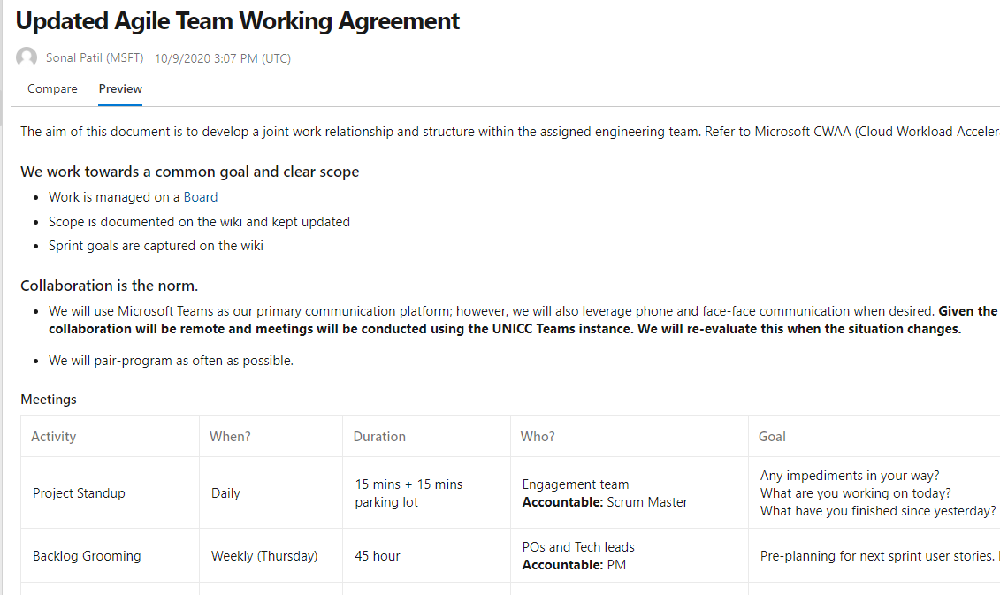 Updated Agile Team Working Agreement
Sonal Patil (MSFT) 10/9/2020 3:07 PM (UTC)
Compare Preview
The aim of this document is to develop a joint work relationship and structure within the assigned engineering team. Refer to Microsoft CWAA (Cloud Workload Acceler
We work towards a common goal and clear scope
• Work is managed on a Board
• Scope is documented on the wiki and kept updated
• Sprint goals are captured on the wiki
Collaboration is the norm.
• We will use Microsoft Teams as our primary communication platform; however, we will also leverage phone and face-face communication when desired. Given the
collaboration will be remote and meetings will be conducted using the UNICC Teams instance. We will re-evaluate this when the situation changes.
• We will pair-program as often as possible.
Meetings
Activity When? Duration Who? Goal
Project Standup Daily
15 mins + 15 mins
parking lot
Engagement team
Accountable: Scrum Master
Any impediments in your way?
What are you working on today?
What have you finished since yesterday?
Backlog Grooming Weekly (Thursday) 45 hour
POs and Tech leads
Accountable: PM
Pre-planning for next sprint user stories.